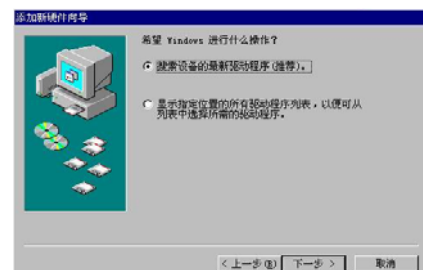 添加新硬件向导
希望 Windows 进行什么操作？
搜索设备的最新驱动程序(推荐)。
显示指定位置的所有驱动程序列表，以便可从
列表中选择所需的驱动程序。
< 上一步(B) 下一步 > 取消